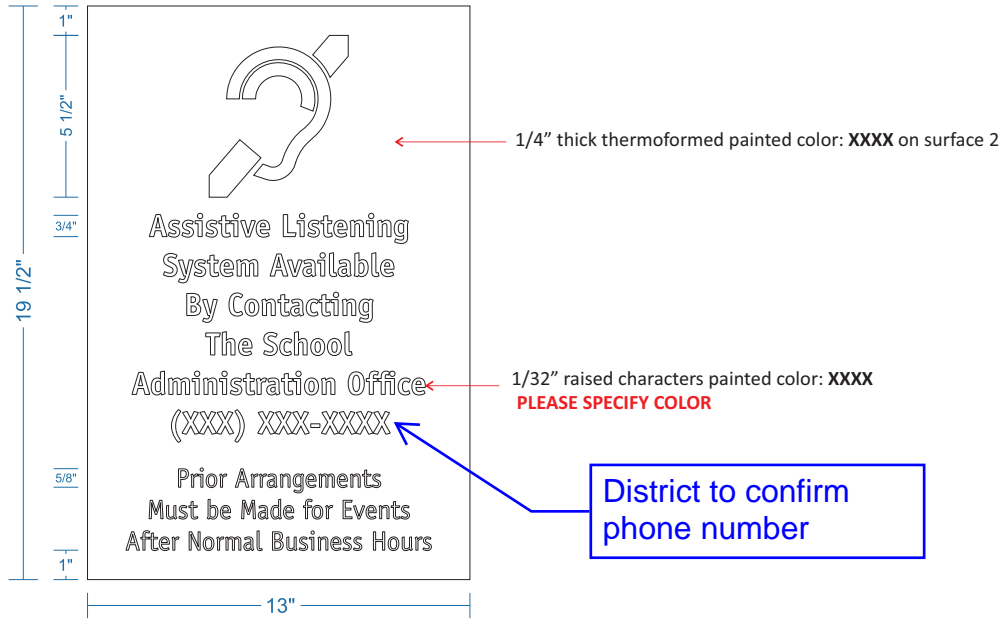 1"
5 1/2"
3/4"
19 1/2"
5/8"
1"
13"
Assistive Listening
System Available
By Contacting
The School
Administration Office
(XXX) XXX-XXXX
Prior Arrangements
Must be Made for Events
After Normal Business Hours
1/4” thick thermoformed painted color: XXXX on surface 2
1/32” raised characters painted color: XXXX
PLEASE SPECIFY COLOR
District to confirm
phone number